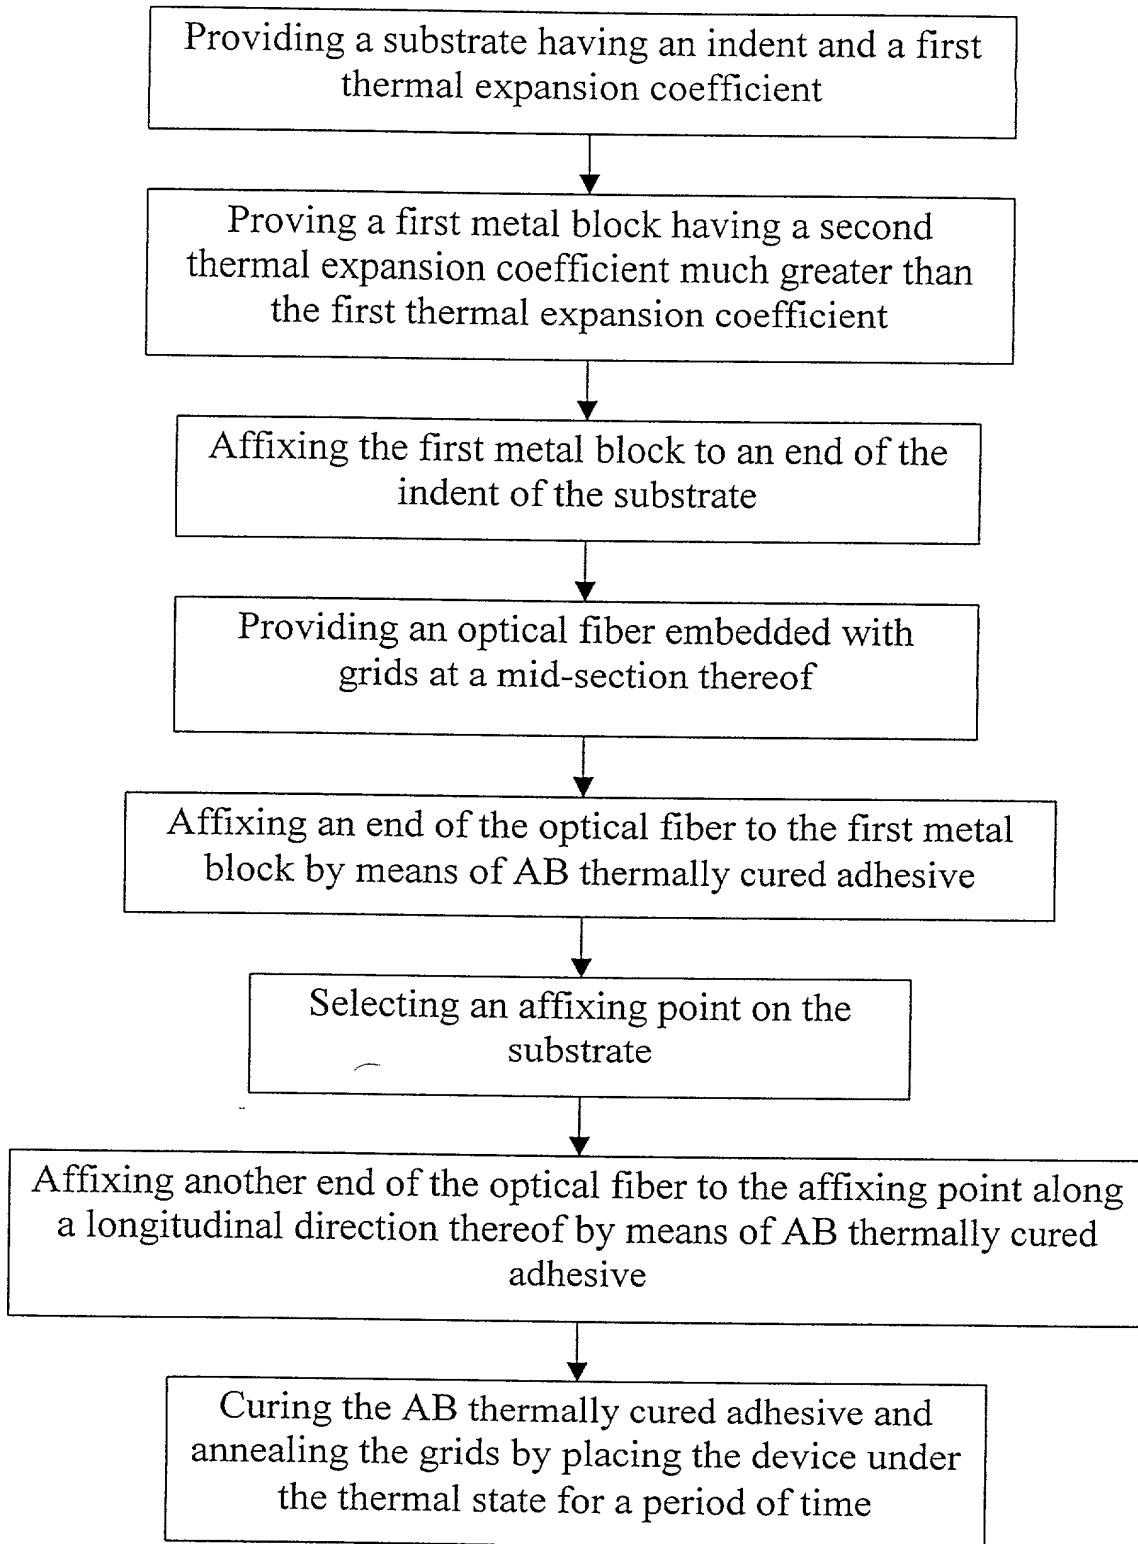 Providing a substrate having an indent and a first
thermal expansion coefficient
Proving a first metal block having a second
thermal expansion coefficient much greater than
the first thermal expansion coefficient
Affixing the first metal block to an end of the
indent of the substrate
Providing an optical fiber embedded with
grids at a mid-section thereof
Affixing an end of the optical fiber to the first metal
block by means of AB thermally cured adhesive
Selecting an affixing point on the
substrate
Affixing another end of the optical fiber to the affixing point along
a longitudinal direction thereof by means of AB thermally cured
adhesive
Curing the AB thermally cured adhesive and
annealing the grids by placing the device under
the thermal state for a period of time